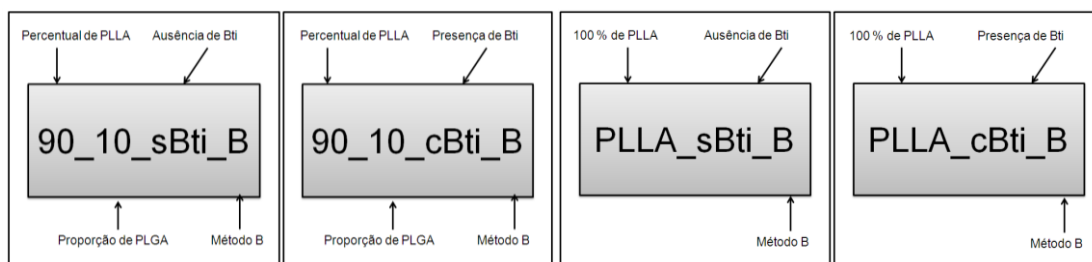 Percentual de PLLA Ausência de Bti
90_10_sBti_B
Proporção de PLGA Método B
Percentual de PLLA Presença de Bti
90_10_cBti_B
Proporção de PLGA Método B
100 % de PLLA Ausência de Bti
PLLA_sBti_B
Método B
100 % de PLLA Presença de Bti
PLLA_cBti_B
Método B